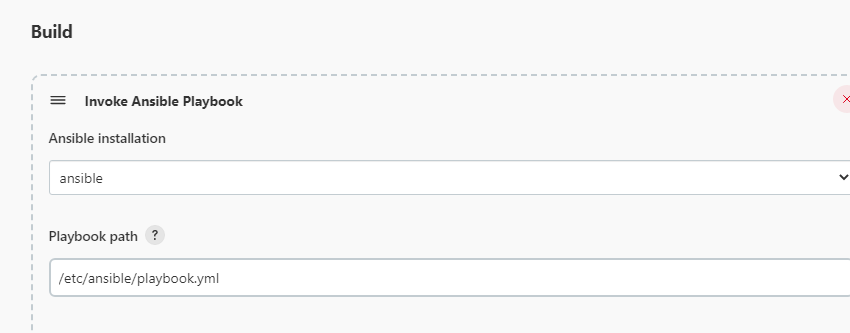 Build
Invoke Ansible Playbook
Ansible installation
ansible
Playbook path ?
/etc/ansible/playbook.yml